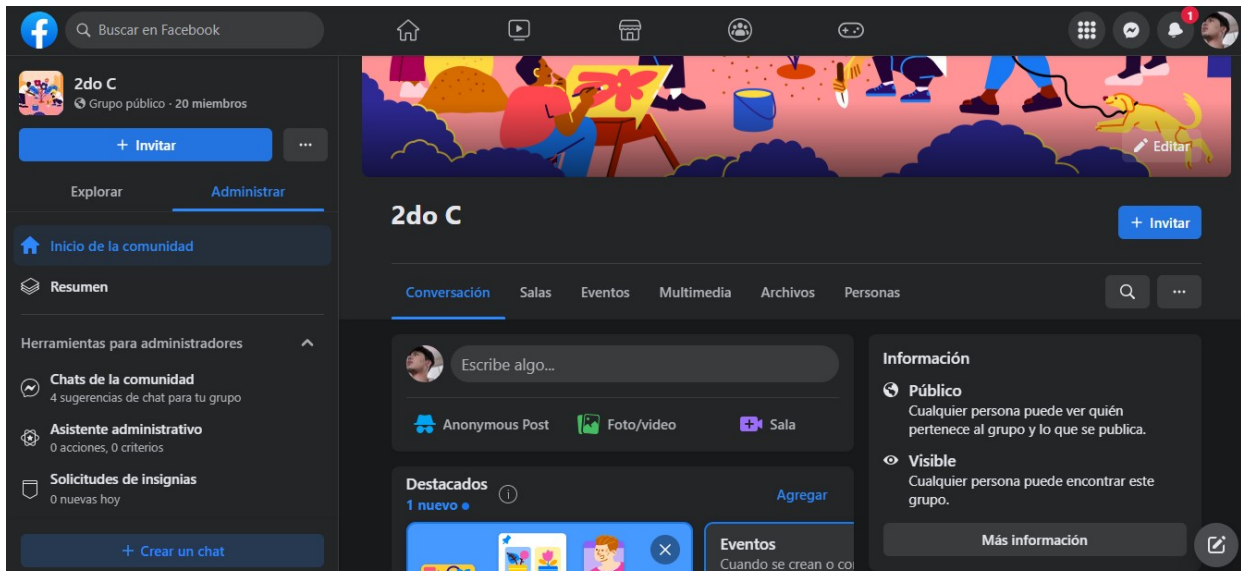 Buscar en Facebook
1
2do C
Grupo público · 20 miembros
+ Invitar
Explorar
Administrar
Inicio de la comunidad
Resumen
Herramientas para administradores
Chats de la comunidad
4 sugerencias de chat para tu grupo
Asistente administrativo
0 acciones, 0 criterios
Solicitudes de insignias
0 nuevas hoy
+ Crear un chat
Editar
2do C
+ Invitar
Conversación
Salas
Eventos
Multimedia
Archivos
Personas
Escribe algo...
Anonymous Post
Foto/video
Sala
Destacados
1 nuevo
Agregar
Eventos
Cuando se crean o
Información
Público
Cualquier persona puede ver quién
pertenece al grupo y lo que se publica.
Visible
Cualquier persona puede encontrar este
grupo.
Más información